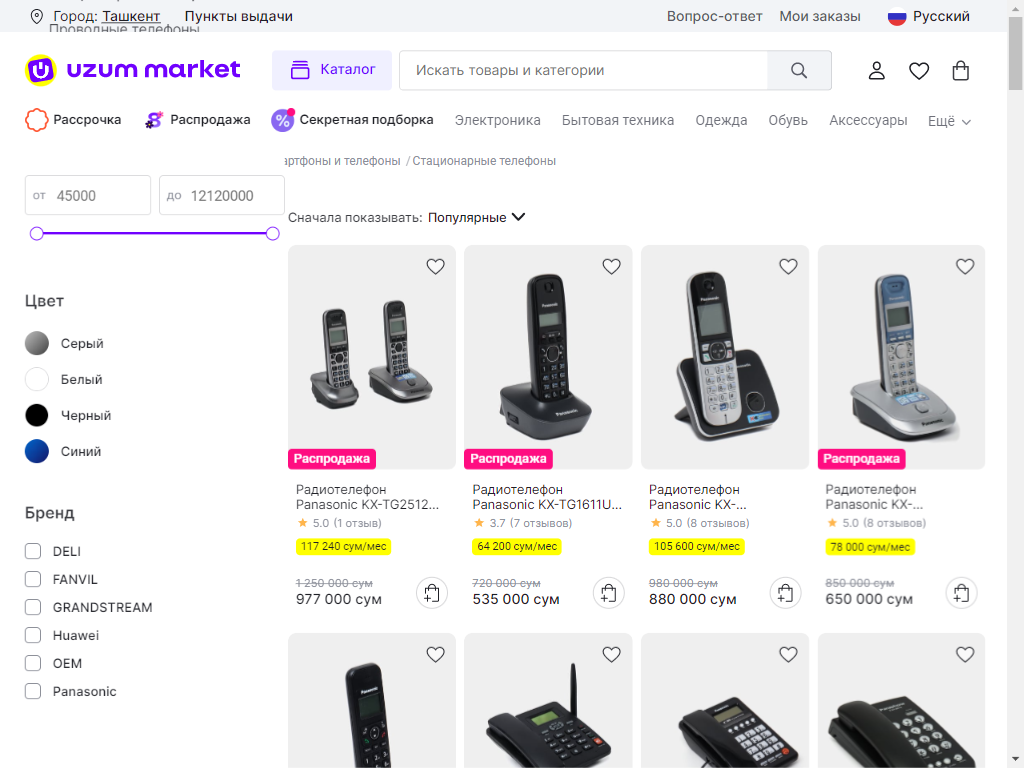 Город: Ташкент Пункты выдачи Вопрос-ответ Мои заказы Русский
Проводные телефоны
uzum market Каталог Искать товары и категории
Рассрочка Распродажа % Секретная подборка Электроника Бытовая техника Одежда Обувь Аксессуары Ещё
артфоны и телефоны / Стационарные телефоны
от 45000 до 12120000
Сначала показывать: Популярные
Цвет
Серый
Белый
Черный
Синий
Бренд
DELI
FANVIL
GRANDSTREAM
Huawei
OEM
Panasonic
Распродажа
Радиотелефон
Panasonic KX-TG2512...
5.0 (1 отзыв)
117 240 сум/мес
1 250 000 сум
977 000 сум
Распродажа
Радиотелефон
Panasonic KX-TG1611U...
3.7 (7 отзывов)
64 200 сум/мес
720 000 сум
535 000 сум
Радиотелефон
Panasonic KX-...
5.0 (8 отзывов)
105 600 сум/мес
980 000 сум
880 000 сум
Распродажа
Радиотелефон
Panasonic KX-...
5.0 (8 отзывов)
78 000 сум/мес
850 000 сум
650 000 сум